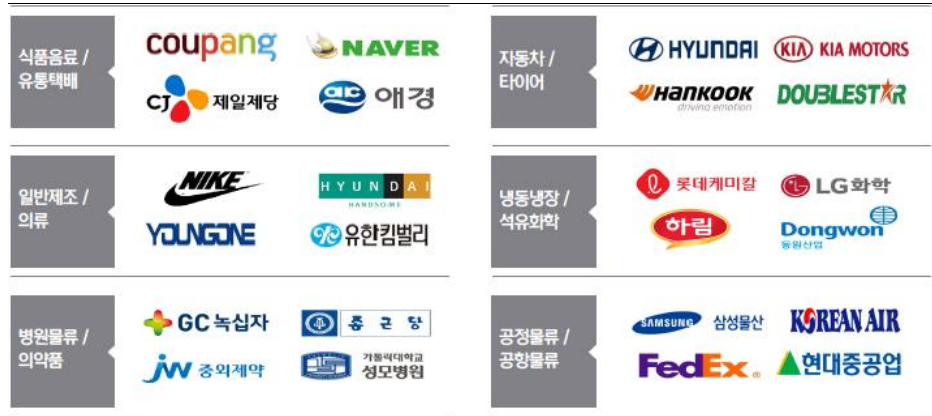 식품음료 /
유통택배
coupang
NAVER
CJ 제일제당
ac 애경
자동차 /
타이어
HYUNDAI
KIA KIA MOTORS
Hankook
driving emotion
DOUBLESTAR
일반제조 /
의류
NIKE
HYUNDAI
HANDSOME
YOUNGONE
유한킴벌리
냉동냉장 /
석유화학
롯데케미칼
LG LG화학
하림
Dongwon
동원산업
병원물류 /
의약품
GC녹십자
종근당
jw 중외제약
가톨릭대학교
성모병원
공정물류 /
공항물류
SAMSUNG 삼성물산
KOREAN AIR
FedEx
현대중공업